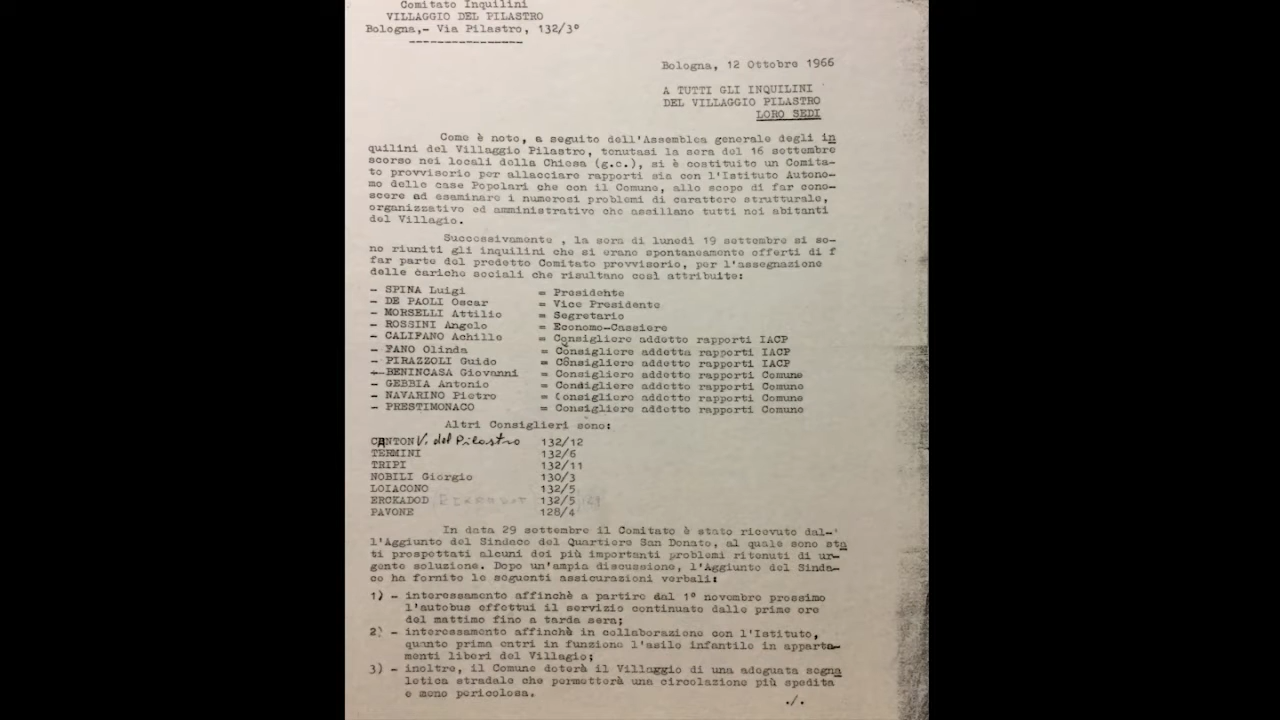 Comitato Inquilini
VILLAGGIO DEL PILASTRO
Bologna,- Via Pilastro, 132/3°
Bologna, 12 Ottobre 1966
A TUTTI GLI INQUILINI
DEL VILLAGGIO PILASTRO
LORO SEDI
Come è noto, a seguito dell'Assemblea generale degli in
quilini del Villaggio Pilastro, tenutasi la sera del 16 settembre
scorso nei locali della Chiesa (g.c.), si è costituito un Comita-
to provvisorio per allacciare rapporti sia con l'Istituto Autono-
mo delle case Popolari che con il Comune, allo scopo di far cono-
scere ed esaminare i numerosi problemi di carattere strutturale,
organizzativo ed amministrativo che assillano tutti noi abitanti
del Villagio.
Successivamente , la sera di lunedì 19 settembre si so-
no riuniti gli inquilini che si erano spontaneamente offerti di f
far parte del predetto Comitato provvisorio, per l'assegnazione
delle cariche sociali che risultano così attribuite:
- SPINA Luigi = Presidente
- DE PAOLI Oscar = Vice Presidente
- MORSELLI Attilio = Segretario
- ROSSINI Angelo = Economo-Cassiere
- CALIFANO Achille = Consigliere addetto rapporti IACP
- FANO Olinda = Consigliere addetta rapporti IACP
- PIRAZZOLI Guido = Consigliere addetto rapporti IACP
- BENINCASA Giovanni = Consigliere addetto rapporti Comune
- GEBBIA Antonio = Consigliere addetto rapporti Comune
- NAVARINO Pietro = Consigliere addetto rapporti Comune
- PRESTIMONACO = Consigliere addetto rapporti Comune
Altri Consiglieri sono:
CANTON V. del Pilastro 132/12
TERMINI 132/6
TRIPI 132/11
NOBILI Giorgio 130/3
LOIACONO 132/5
ERCKADOD 132/5
PAVONE 128/4
In data 29 settembre il Comitato è stato ricevuto dal-
l'Aggiunto del Sindaco del Quartiere San Donato, al quale sono sta
ti prospettati alcuni dei più importanti problemi ritenuti di ur-
gente soluzione. Dopo un'ampia discussione, l'Aggiunto del Sinda-
co ha fornito le seguenti assicurazioni verbali:
1) - interessamento affinchè a partire dal 1° novembre prossimo
l'autobus effettui il servizio continuato dalle prime ore
del mattimo fino a tarda sera;
2) - interessamento affinchè in collaborazione con l'Istituto,
quanto prima entri in funzione l'asilo infantile in apparta-
menti liberi del Villagio;
3) - inoltre, il Comune doterà il Villaggio di una adeguata segna
letica stradale che permetterà una circolazione più spedita
e meno pericolosa.
./.